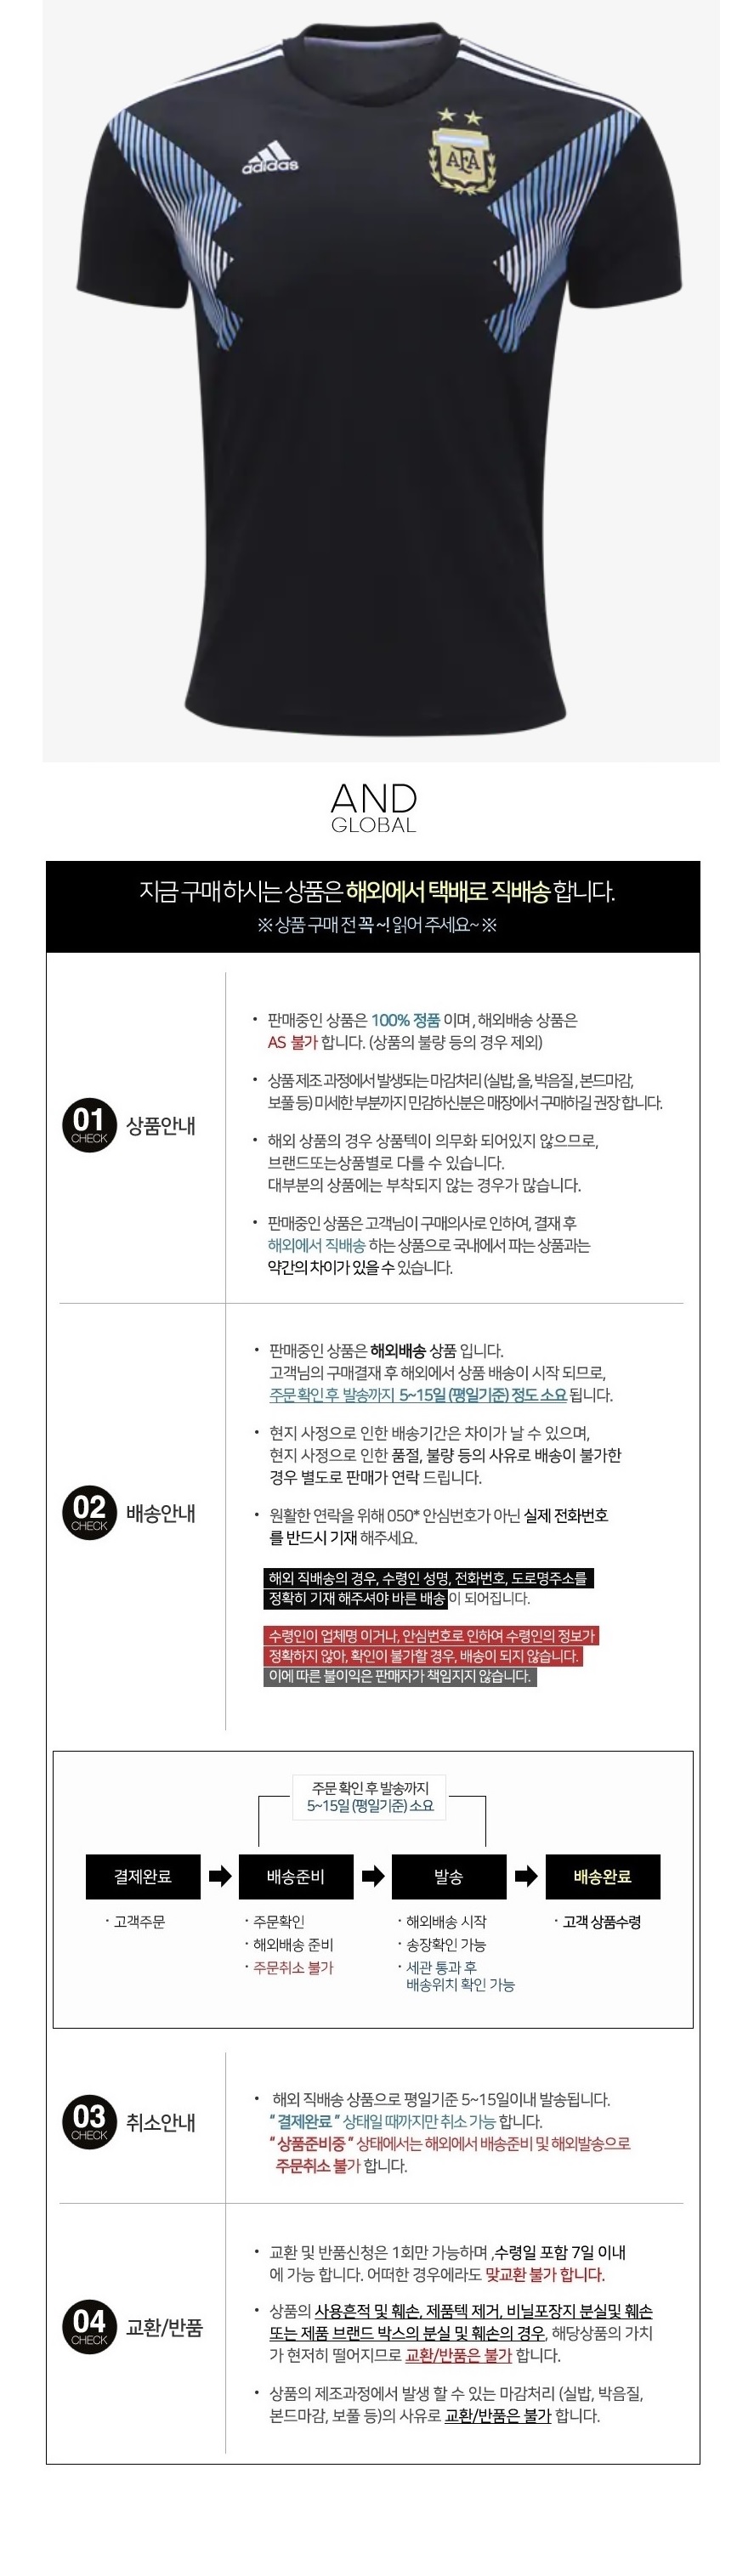 adidas
AFA
AND
GLOBAL
지금 구매 하시는 상품은 해외에서 택배로 직배송 합니다.
※ 상품 구매 전 꼭 ~! 읽어 주세요~ ※
01
CHECK
상품안내
• 판매중인 상품은 100% 정품 이며, 해외배송 상품은
AS 불가 합니다. (상품의 불량 등의 경우 제외)
• 상품 제조 과정에서 발생되는 마감처리 (실밥, 올, 박음질, 본드마감,
보풀 등) 미세한 부분까지 민감하신분은 매장에서 구매하길 권장 합니다.
• 해외 상품의 경우 상품텍이 의무화 되어있지 않으므로,
브랜드또는상품별로 다를 수 있습니다.
대부분의 상품에는 부착되지 않는 경우가 많습니다.
• 판매중인 상품은 고객님이 구매의사로 인하여, 결재 후
해외에서 직배송 하는 상품으로 국내에서 파는 상품과는
약간의 차이가 있을 수 있습니다.
02
CHECK
배송안내
• 판매중인 상품은 해외배송 상품 입니다.
고객님의 구매결재 후 해외에서 상품 배송이 시작 되므로,
주문 확인 후 발송까지 5~15일 (평일기준) 정도 소요 됩니다.
• 현지 사정으로 인한 배송기간은 차이가 날 수 있으며,
현지 사정으로 인한 품절, 불량 등의 사유로 배송이 불가한
경우 별도로 판매가 연락 드립니다.
• 원활한 연락을 위해 050* 안심번호가 아닌 실제 전화번호
를 반드시 기재 해주세요.
해외 직배송의 경우, 수령인 성명, 전화번호, 도로명주소를
정확히 기재 해주셔야 바른 배송 이 되어집니다.
수령인이 업체명 이거나, 안심번호로 인하여 수령인의 정보가
정확하지 않아, 확인이 불가할 경우, 배송이 되지 않습니다.
이에 따른 불이익은 판매자가 책임지지 않습니다.
주문 확인 후 발송까지
5~15일 (평일기준) 소요
결제완료 배송준비 발송 배송완료
· 고객주문 · 주문확인 · 해외배송 시작 · 고객 상품수령
· 해외배송 준비 · 송장확인 가능
· 주문취소 불가 · 세관 통과 후
배송위치 확인 가능
03
CHECK
취소안내
• 해외 직배송 상품으로 평일기준 5~15일이내 발송됩니다.
“ 결제완료 ” 상태일 때까지만 취소 가능 합니다.
“ 상품준비중 ” 상태에서는 해외에서 배송준비 및 해외발송으로
주문취소 불가 합니다.
04
CHECK
교환/반품
• 교환 및 반품신청은 1회만 가능하며 ,수령일 포함 7일 이내
에 가능 합니다. 어떠한 경우에라도 맞교환 불가 합니다.
• 상품의 사용흔적 및 훼손, 제품텍 제거, 비닐포장지 분실및 훼손
또는 제품 브랜드 박스의 분실 및 훼손의 경우, 해당상품의 가치
가 현저히 떨어지므로 교환/반품은 불가 합니다.
• 상품의 제조과정에서 발생 할 수 있는 마감처리 (실밥, 박음질,
본드마감, 보풀 등)의 사유로 교환/반품은 불가 합니다.